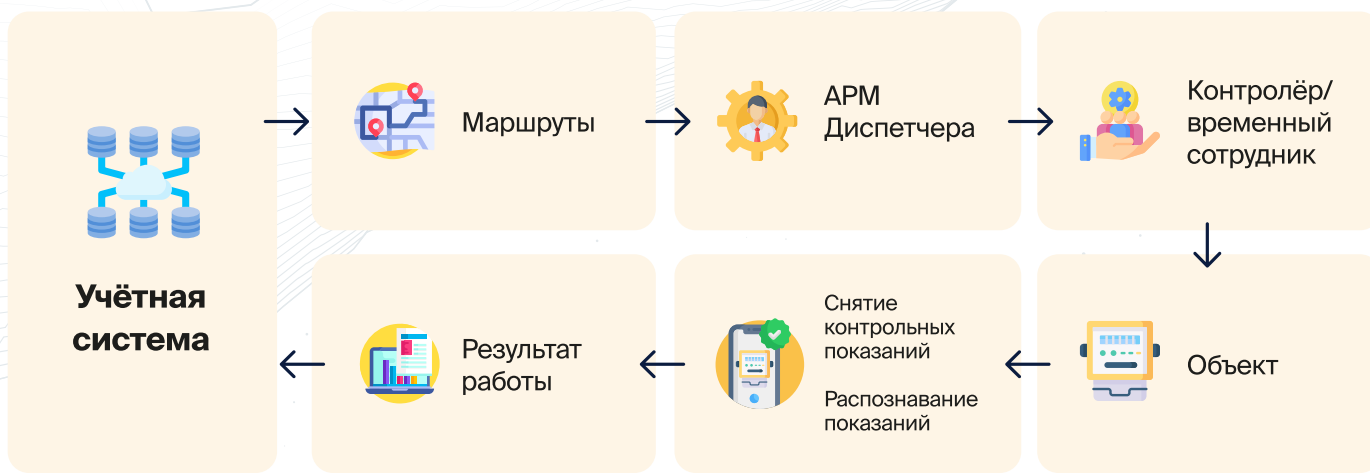 Учётная
система
Маршруты
АРМ
Диспетчера
Контролёр/
временный
сотрудник
Объект
Снятие
контрольных
показаний
Распознавание
показаний
Результат
работы